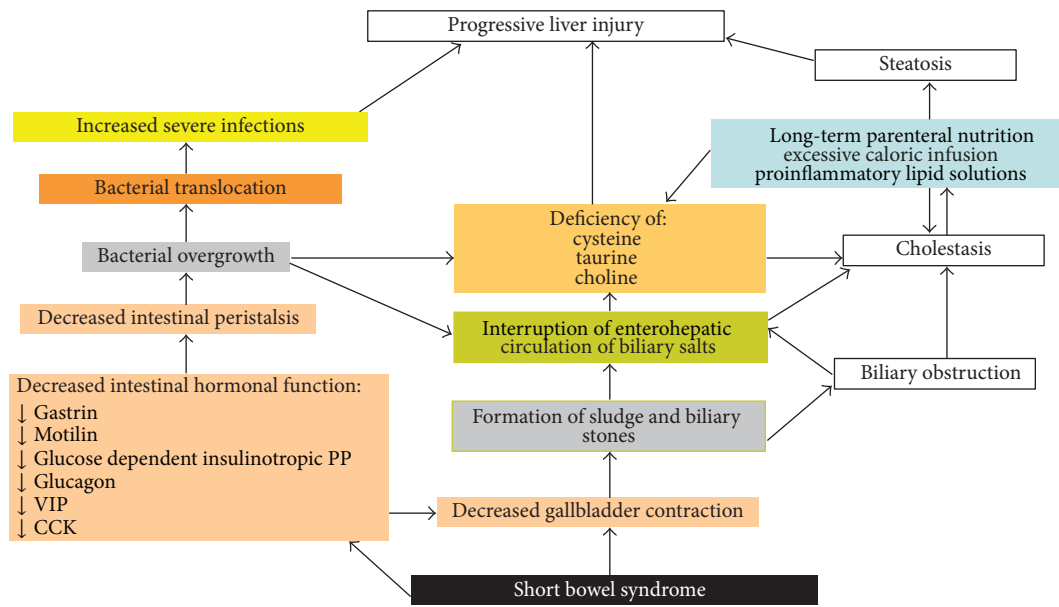 Progressive liver injury
Steatosis
Increased severe infections
Long-term parenteral nutrition
excessive caloric infusion
proinflammatory lipid solutions
Bacterial translocation
Deficiency of:
cysteine
taurine
choline
Bacterial overgrowth
Cholestasis
Decreased intestinal peristalsis
Interruption of enterohepatic
circulation of biliary salts
Biliary obstruction
Decreased intestinal hormonal function:
↓ Gastrin
↓ Motilin
↓ Glucose dependent insulinotropic PP
↓ Glucagon
↓ VIP
↓ CCK
Formation of sludge and biliary
stones
Decreased gallbladder contraction
Short bowel syndrome